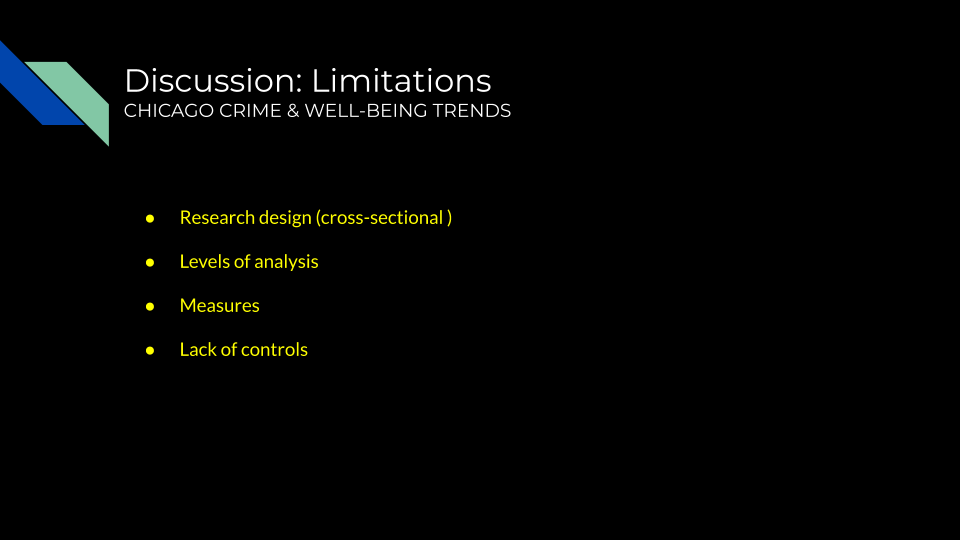 Discussion: Limitations
CHICAGO CRIME & WELL-BEING TRENDS
● Research design (cross-sectional )
● Levels of analysis
● Measures
● Lack of controls